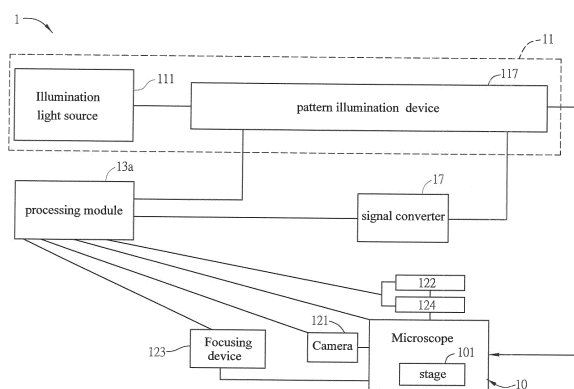 1
11
111
117
Illumination
light source
pattern illumination device
13a
17
processing module
signal converter
122
124
121
101
Microscope
Focusing
device
Camera
123
stage
10